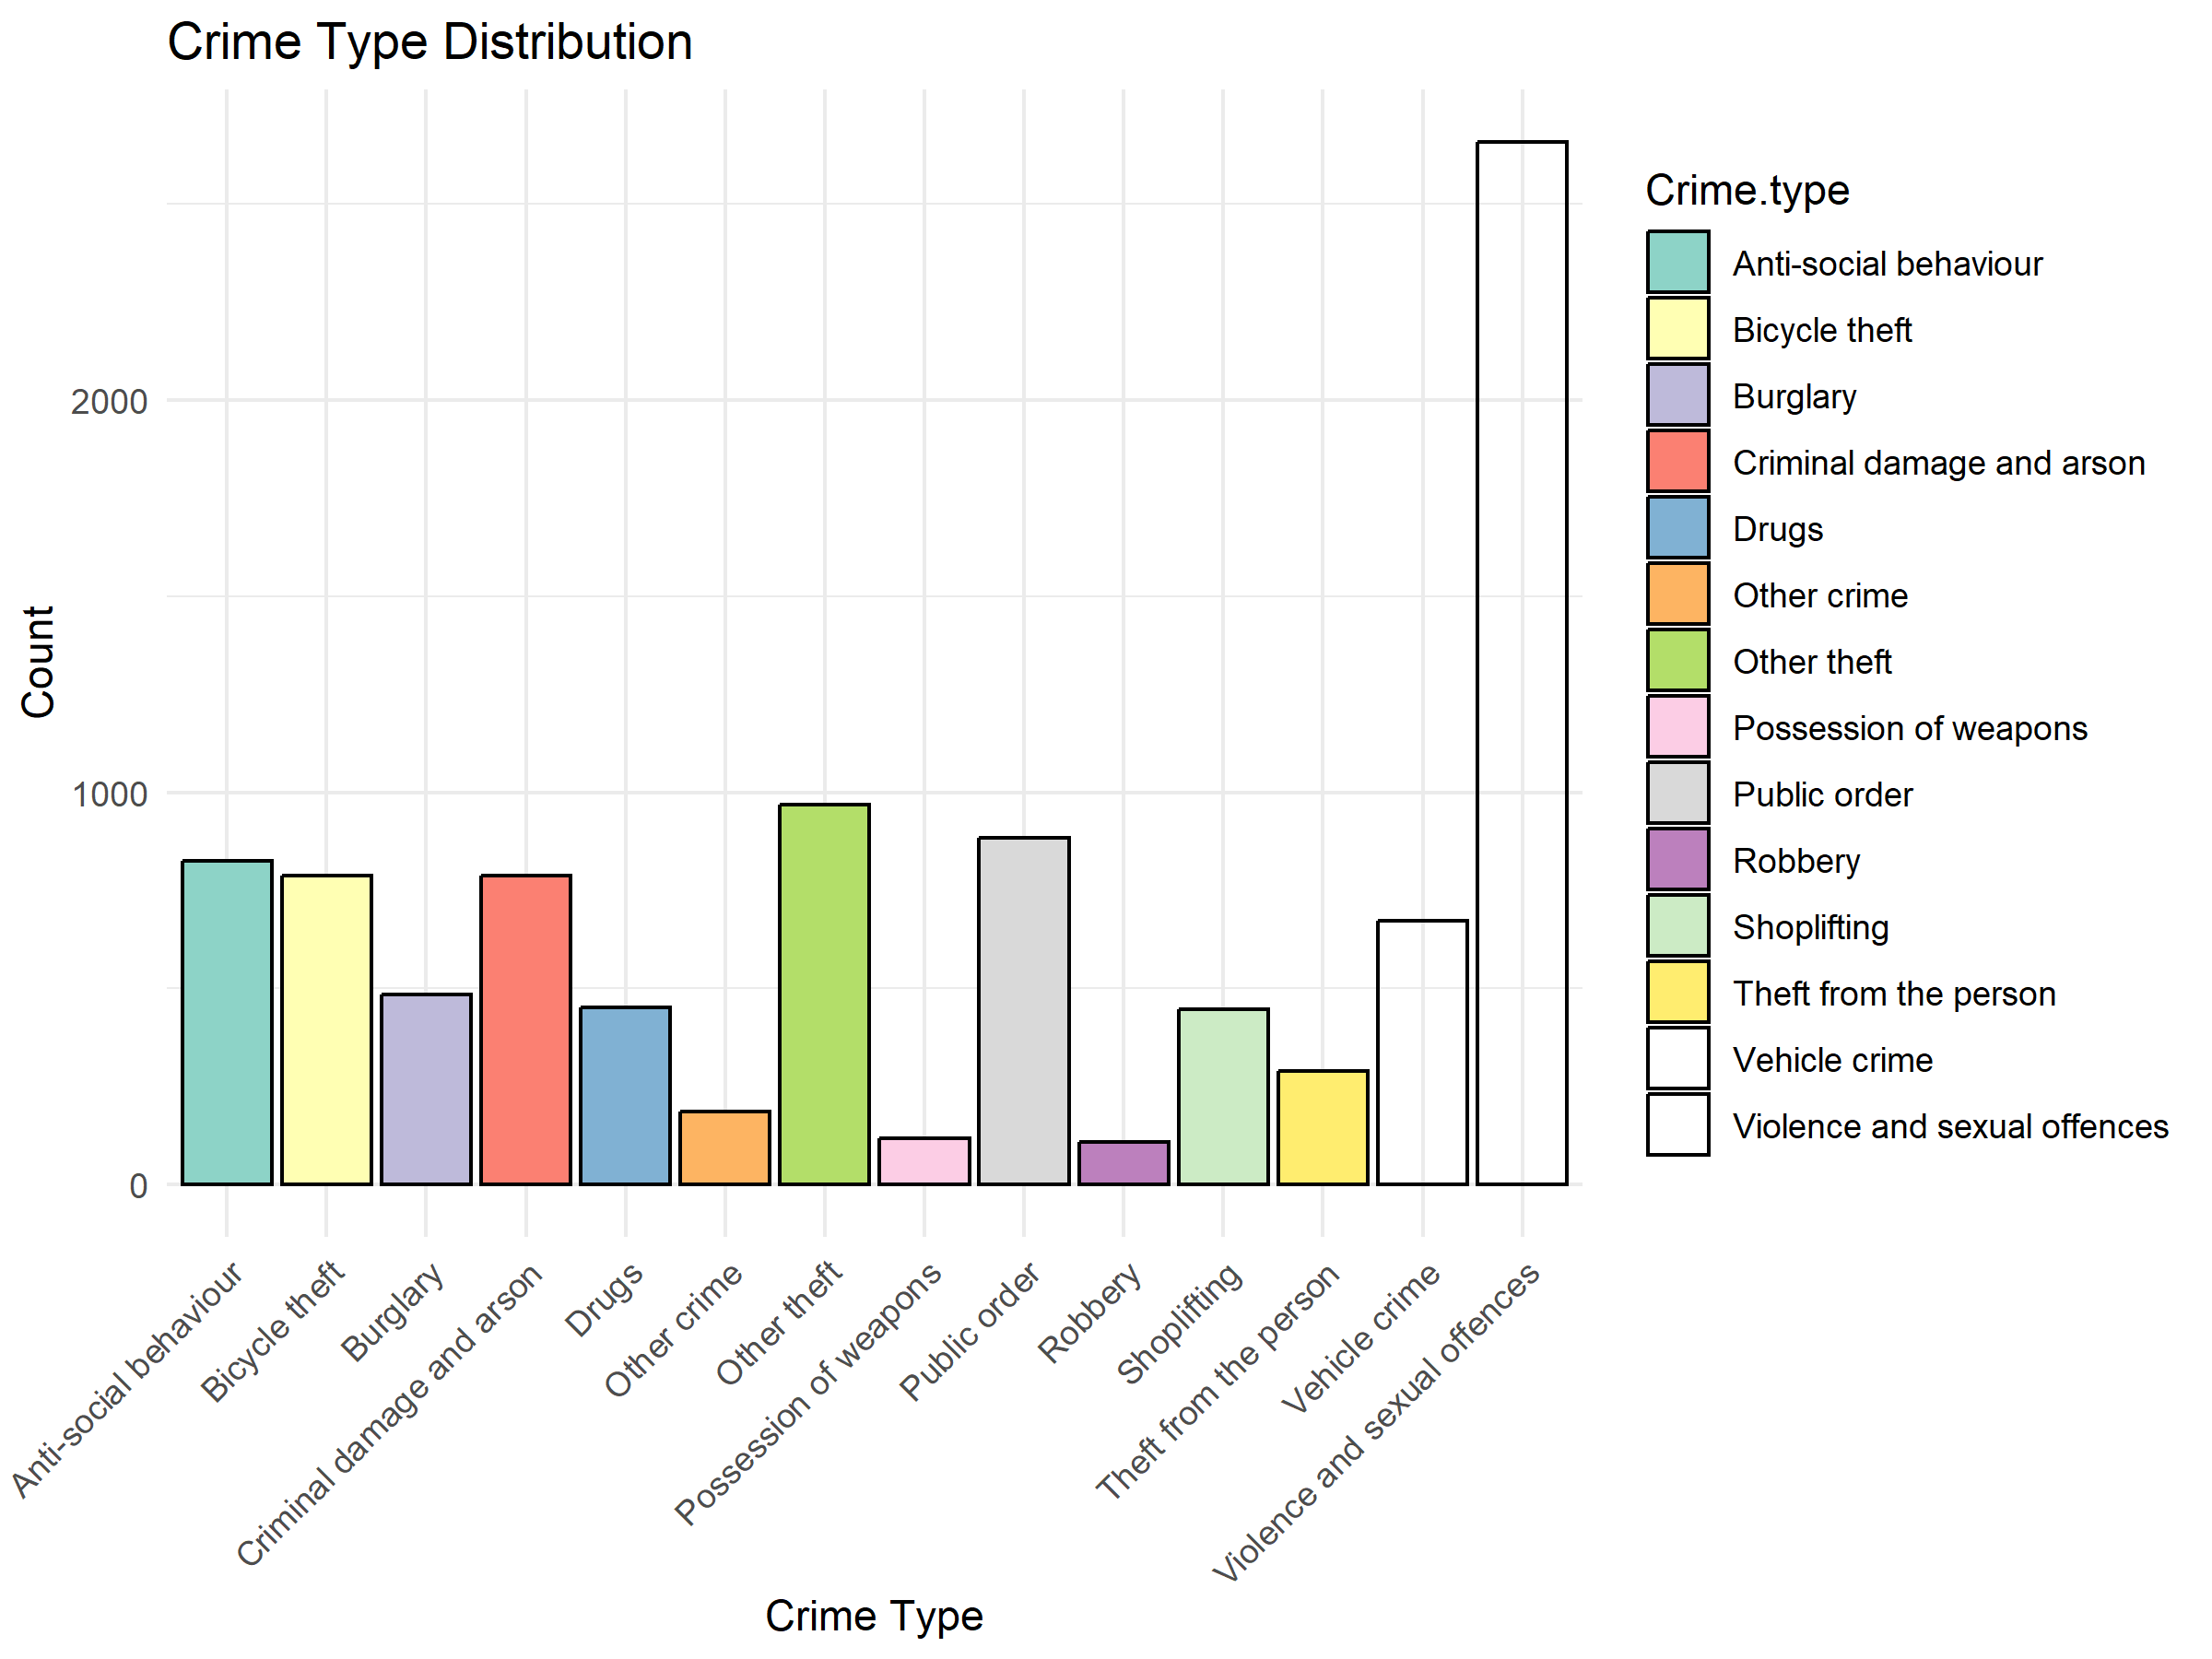 Crime Type Distribution
Count
2000
1000
0
Anti-social behaviour
Bicycle theft
Burglary
Criminal damage and arson
Drugs
Other crime
Other theft
Possession of weapons
Public order
Robbery
Shoplifting
Theft from the person
Vehicle crime
Violence and sexual offences
Crime Type
Crime.type
Anti-social behaviour
Bicycle theft
Burglary
Criminal damage and arson
Drugs
Other crime
Other theft
Possession of weapons
Public order
Robbery
Shoplifting
Theft from the person
Vehicle crime
Violence and sexual offences